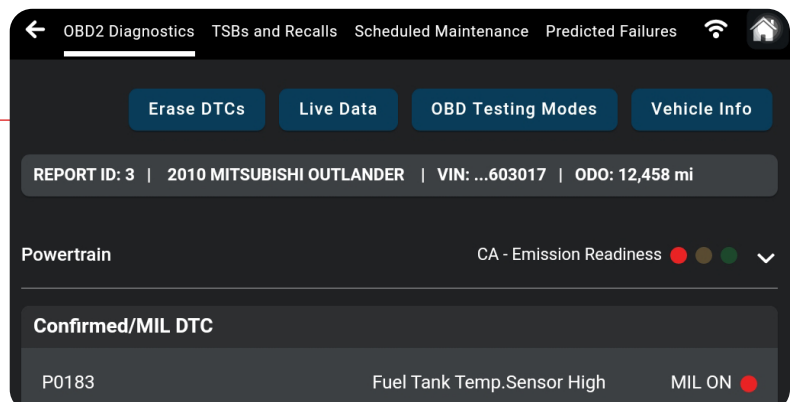 OBD2 Diagnostics TSBs and Recalls Scheduled Maintenance Predicted Failures
Erase DTCs Live Data OBD Testing Modes Vehicle Info
REPORT ID: 3 | 2010 MITSUBISHI OUTLANDER | VIN: ...603017 | ODO: 12,458 mi
Powertrain CA - Emission Readiness
Confirmed/MIL DTC
P0183 Fuel Tank Temp.Sensor High MIL ON